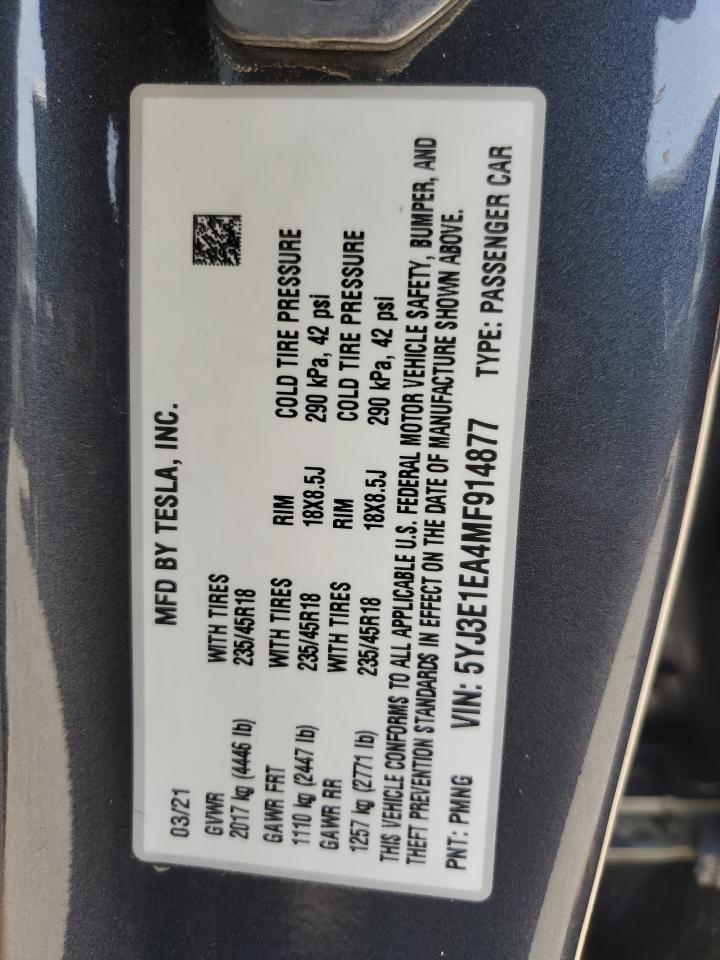 03/21 MFD BY TESLA, INC.
GVWR WITH TIRES
2017 kg (4446 lb) 235/45R18
GAWR FRT WITH TIRES RIM COLD TIRE PRESSURE
1110 kg (2447 lb) 235/45R18 18X8.5J 290 kPa, 42 psi
GAWR RR WITH TIRES RIM COLD TIRE PRESSURE
1257 kg (2771 lb) 235/45R18 18X8.5J 290 kPa, 42 psi
THIS VEHICLE CONFORMS TO ALL APPLICABLE U.S. FEDERAL MOTOR VEHICLE SAFETY, BUMPER, AND
THEFT PREVENTION STANDARDS IN EFFECT ON THE DATE OF MANUFACTURE SHOWN ABOVE.
PNT: PMNG VIN: 5YJ3E1EA4MF914877 TYPE: PASSENGER CAR